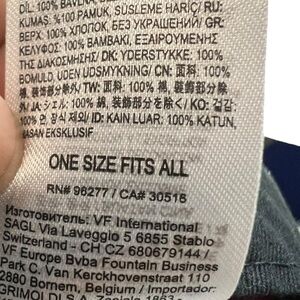 DIŞ: 100% BAVLNA,
KUMAŞ: %100 PAMUK, SÜSLEME HARİÇ/ RU:
ВЕРХ: 100% ХЛОПОК, БЕЗ УКРАШЕНИЙ/ GR:
ΚΕΛΥΦΟΣ: 100% ΒΑΜΒΑΚΙ, ΕΞΑΙΡΟΥΜΕΝΗΣ
ΤΗΣ ΔΙΑΚΟΣΜΗΣΗΣ/ DK: YDERSTYKKE: 100%
BOMULD, UDEN UDSMYKNING/ CN: 面料: 100%
棉, 装饰部分除外/ TW: 面料: 100% 棉, 裝飾部分除
外/ JA: シェル: 100% 綿, 装飾部分を除く/ KO: 겉감:
100% 면, 장식 제외/ ID: KAIN LUAR: 100% KATUN,
HIASAN EKSKLUSIF
ONE SIZE FITS ALL
RN# 96277 / CA# 30516
Изготовитель: VF International
SAGL Via Laveggio 5 6855 Stabio
Switzerland - CH CZ 680679144 /
VF Europe Bvba Fountain Business
Park C. Van Kerckhovenstraat 110
2880 Bornem, Belgium / Importador:
GRIMOLDI S.A.